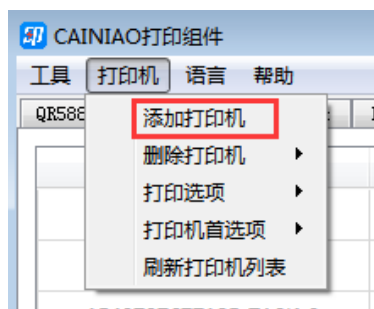 CAINIAO打印组件
工具 打印机 语言 帮助
QR588
添加打印机
删除打印机
打印选项
打印机首选项
刷新打印机列表